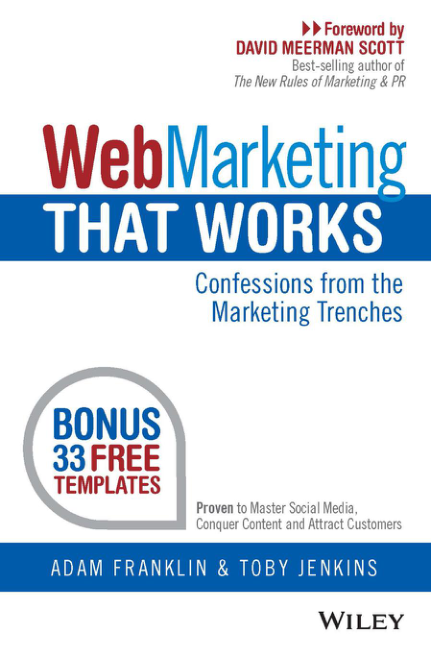 Foreword by
DAVID MEERMAN SCOTT
Best-selling author of
The New Rules of Marketing & PR
WebMarketing
THAT WORKS
Confessions from the
Marketing Trenches
BONUS
33 FREE
TEMPLATES
Proven to Master Social Media,
Conquer Content and Attract Customers
ADAM FRANKLIN & TOBY JENKINS
WILEY